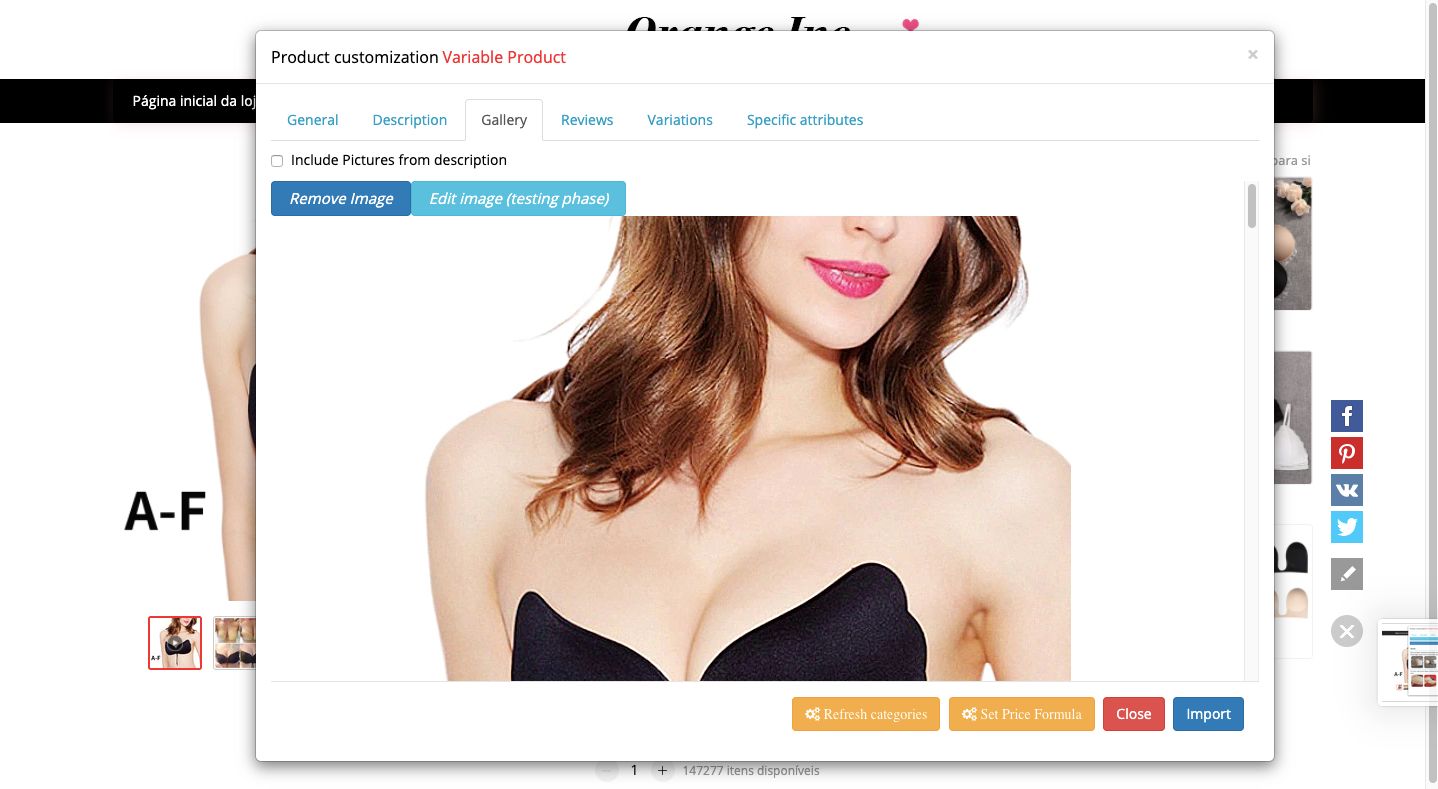 Orange Inc
Product customization Variable Product
×
Página inicial da loj
General Description Gallery Reviews Variations Specific attributes
Include Pictures from description
para si
Remove Image Edit image (testing phase)
A-F
A-F
A-F
Refresh categories Set Price Formula Close Import
1 + 147277 itens disponíveis